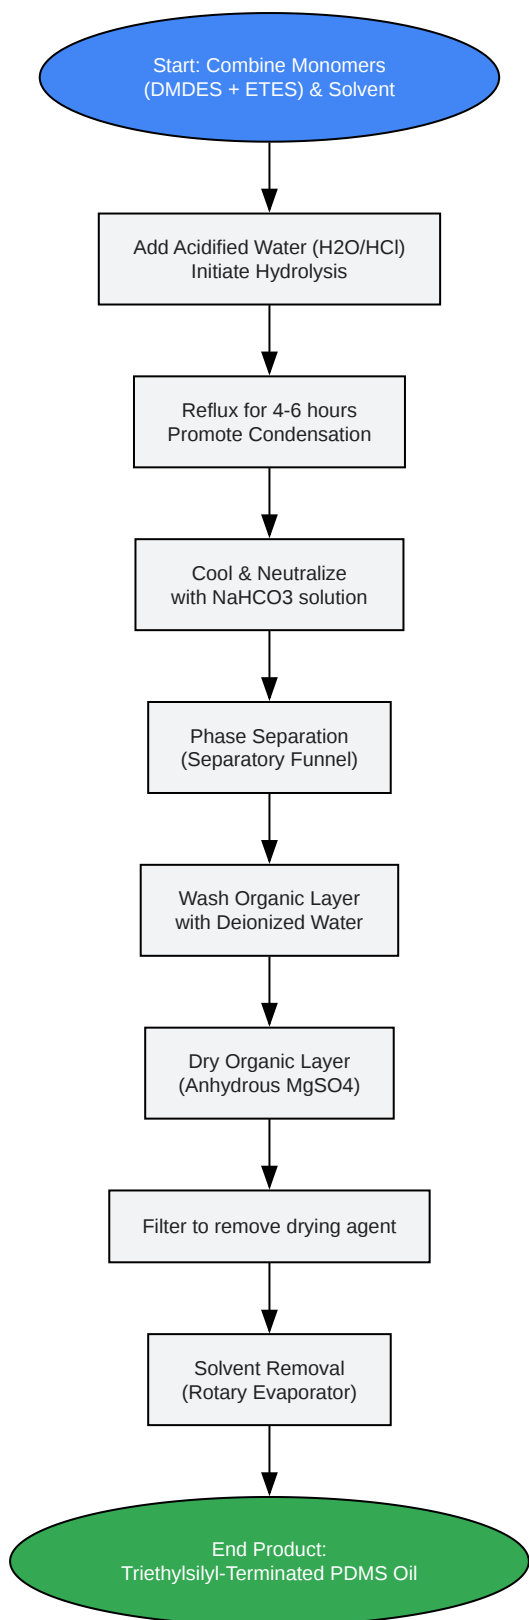 Start: Combine Monomers
(DMDES + ETES) & Solvent
Add Acidified Water (H2O/HCl)
Initiate Hydrolysis
Reflux for 4-6 hours
Promote Condensation
Cool & Neutralize
with NaHCO3 solution
Phase Separation
(Separatory Funnel)
Wash Organic Layer
with Deionized Water
Dry Organic Layer
(Anhydrous MgSO4)
Filter to remove drying agent
Solvent Removal
(Rotary Evaporator)
End Product:
Triethylsilyl-Terminated PDMS Oil